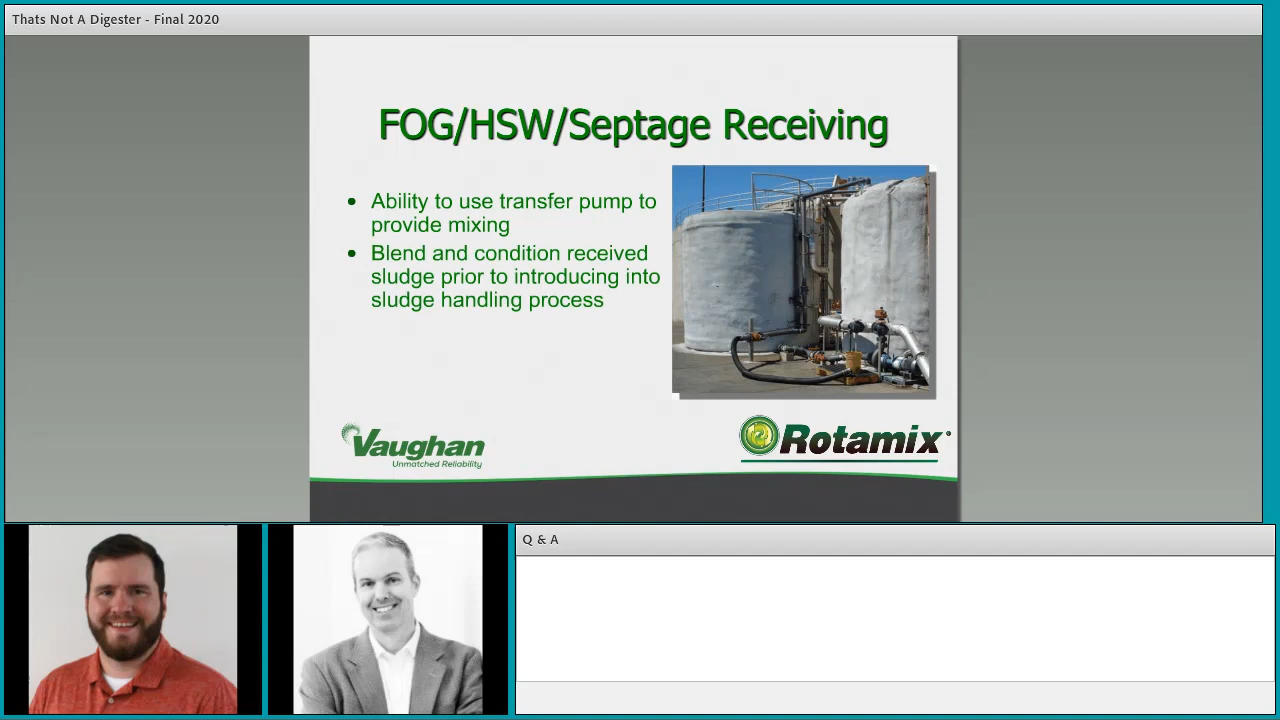 Thats Not A Digester - Final 2020
FOG/HSW/Septage Receiving
• Ability to use transfer pump to
provide mixing
• Blend and condition received
sludge prior to introducing into
sludge handling process
Vaughan
Unmatched Reliability
Rotamix®
Q & A